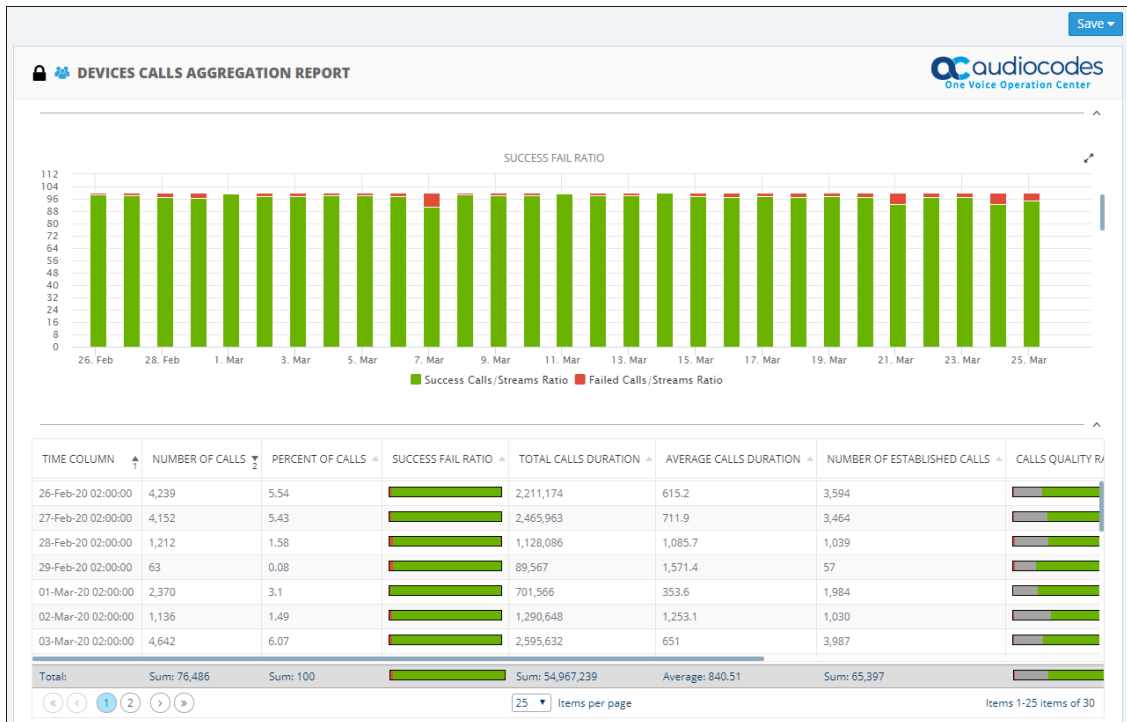 Save
DEVICES CALLS AGGREGATION REPORT
audiocodes
One Voice Operation Center
SUCCESS FAIL RATIO
112
104
96
88
80
72
64
56
48
40
32
24
16
8
0
26. Feb 28. Feb 1. Mar 3. Mar 5. Mar 7. Mar 9. Mar 11. Mar 13. Mar 15. Mar 17. Mar 19. Mar 21. Mar 23. Mar 25. Mar
Success Calls/Streams Ratio Failed Calls/Streams Ratio
TIME COLUMN 1 NUMBER OF CALLS 2 PERCENT OF CALLS SUCCESS FAIL RATIO TOTAL CALLS DURATION AVERAGE CALLS DURATION NUMBER OF ESTABLISHED CALLS CALLS QUALITY RA
26-Feb-20 02:00:00 4,239 5.54 2,211,174 615.2 3,594
27-Feb-20 02:00:00 4,152 5.43 2,465,963 711.9 3,464
28-Feb-20 02:00:00 1,212 1.58 1,128,086 1,085.7 1,039
29-Feb-20 02:00:00 63 0.08 89,567 1,571.4 57
01-Mar-20 02:00:00 2,370 3.1 701,566 353.6 1,984
02-Mar-20 02:00:00 1,136 1.49 1,290,648 1,253.1 1,030
03-Mar-20 02:00:00 4,642 6.07 2,595,632 651 3,987
Total: Sum: 76,486 Sum: 100 Sum: 54,967,239 Average: 840.51 Sum: 65,397
1 2 25 Items per page Items 1-25 items of 30